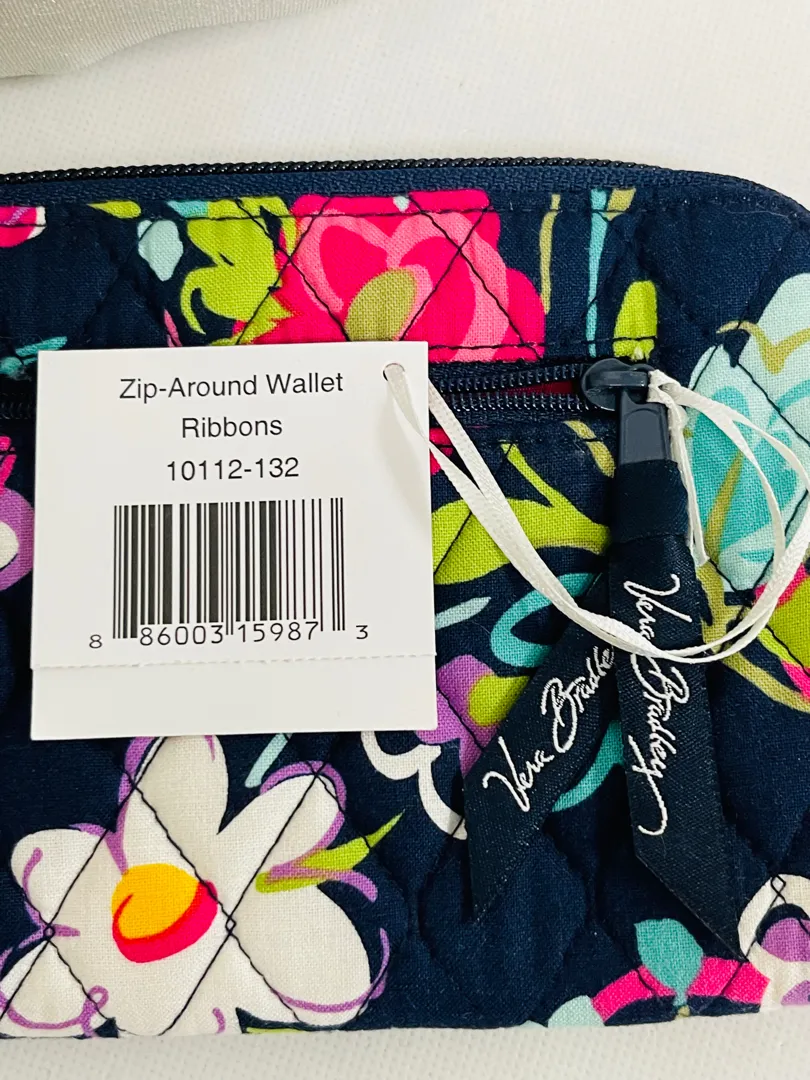 Zip-Around Wallet
Ribbons
10112-132
8 86003 15987 3
Vera Bradley
Vera Bradley